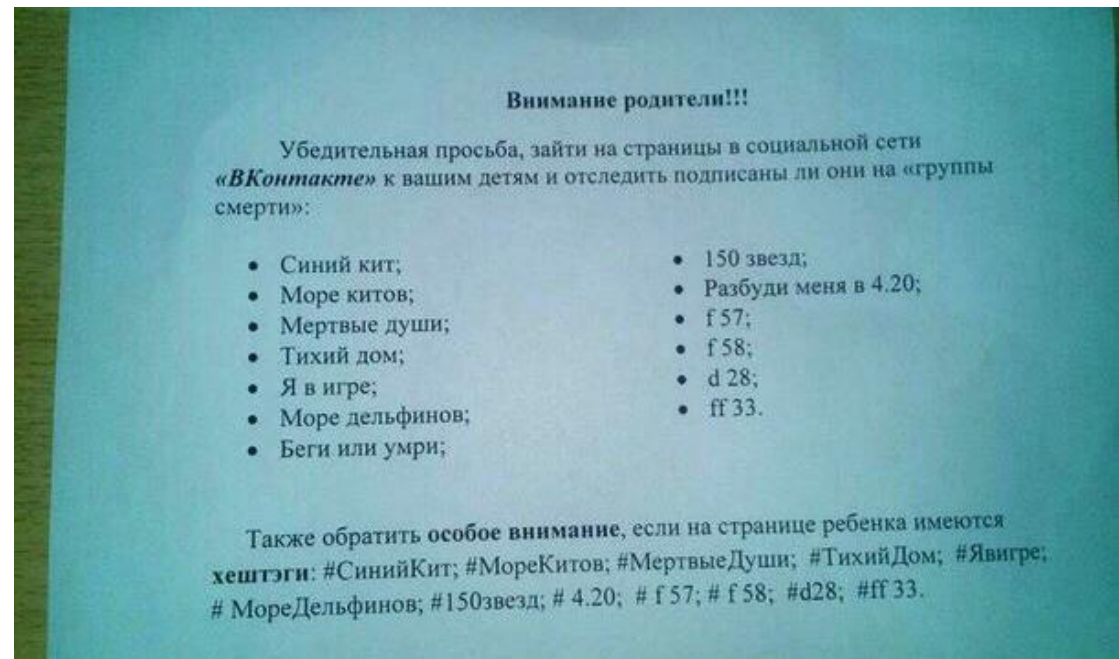 Внимание родители!!!
Убедительная просьба, зайти на страницы в социальной сети
«ВКонтакте» к вашим детям и отследить подписаны ли они на «группы
смерти»:
• Синий кит;
• Море китов;
• Мертвые души;
• Тихий дом;
• Я в игре;
• Море дельфинов;
• Беги или умри;
• 150 звезд;
• Разбуди меня в 4.20;
• f 57;
• f 58;
• d 28;
• ff 33.
Также обратить особое внимание, если на странице ребенка имеются
хештэги: #СинийКит; #МореКитов; #МертвыеДуши; #ТихийДом; #Явигре;
# МореДельфинов; #150звезд; # 4.20; # f 57; # f 58; #d28; #ff 33.